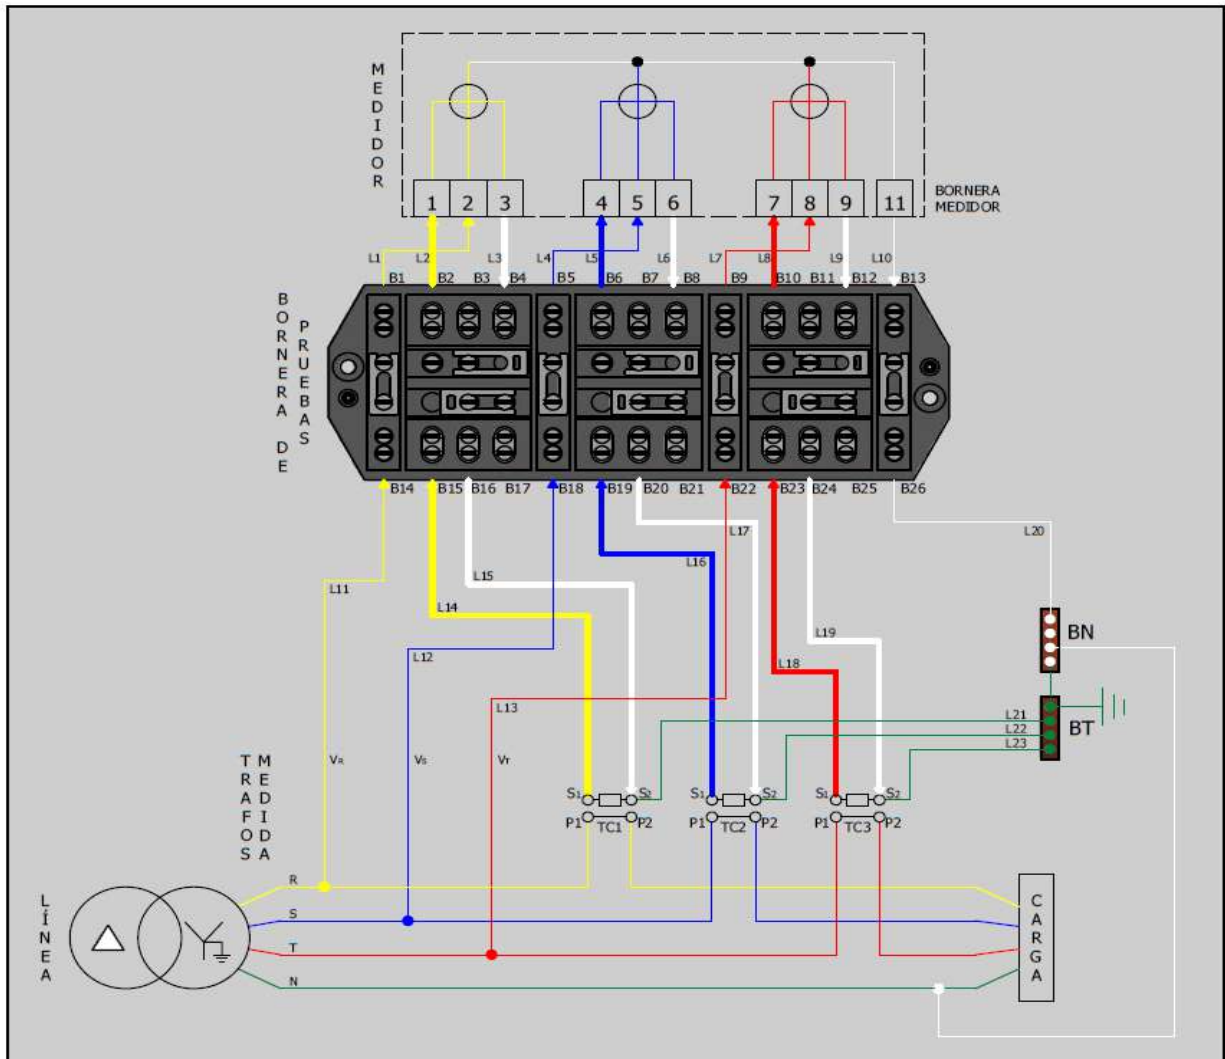 MEDIDOR
1 2 3 4 5 6 7 8 9 11
BORNERA
MEDIDOR
L1 L2 L3 L4 L5 L6 L7 L8 L9 L10
B1 B2 B3 B4 B5 B6 B7 B8 B9 B10 B11 B12 B13
BORNERA DE
PRUEBAS
B14 B15 B16 B17 B18 B19 B20 B21 B22 B23 B24 B25 B26
L17
L20
L16
L15
L11
L14
BN
L19
L12
L18
L13
L21
BT
L22
L23
TRAFOS
MEDIDA
VR VS VT
S1 S2 S1 S2 S1 S2
P1 TC1 P2 P1 TC2 P2 P1 TC3 P2
LÍNEA
R
S
T
N
CARGA